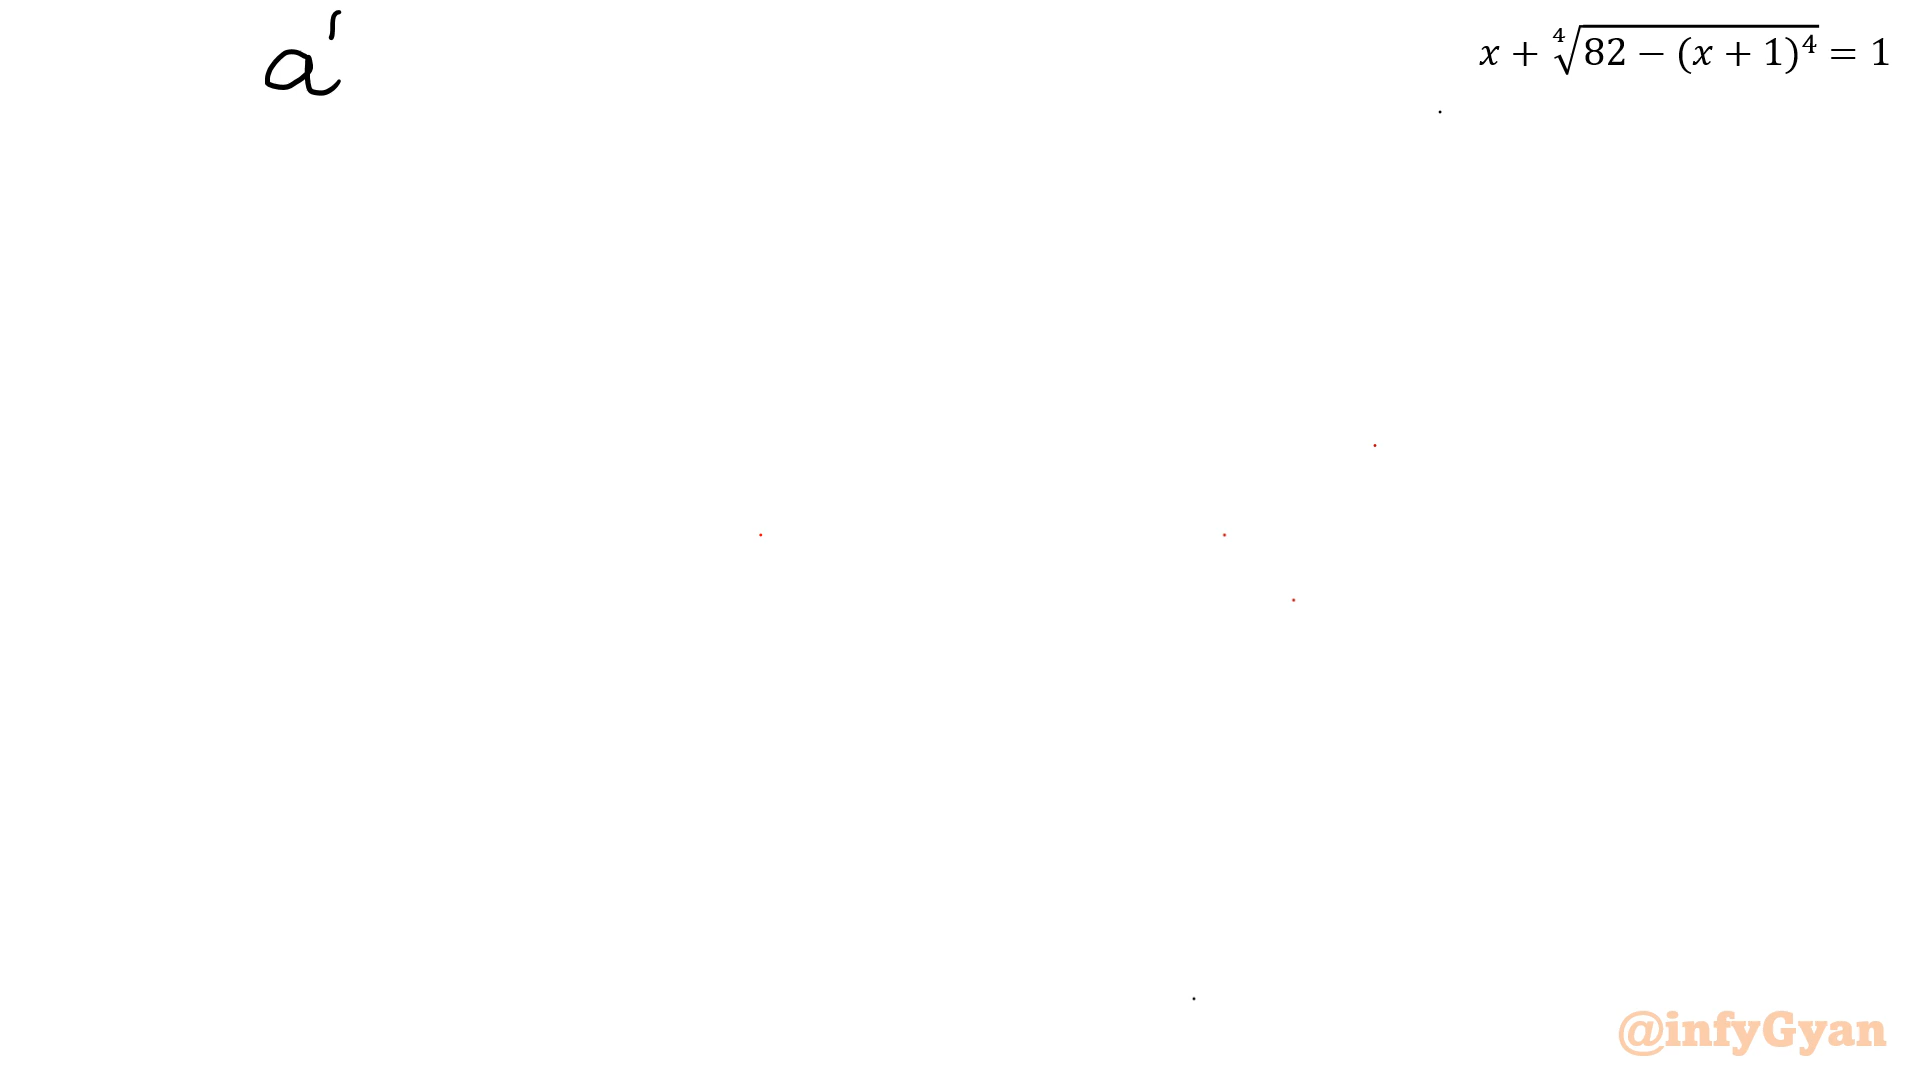 a'
x + ∜(82 − (x + 1)⁴) = 1
@infyGyan